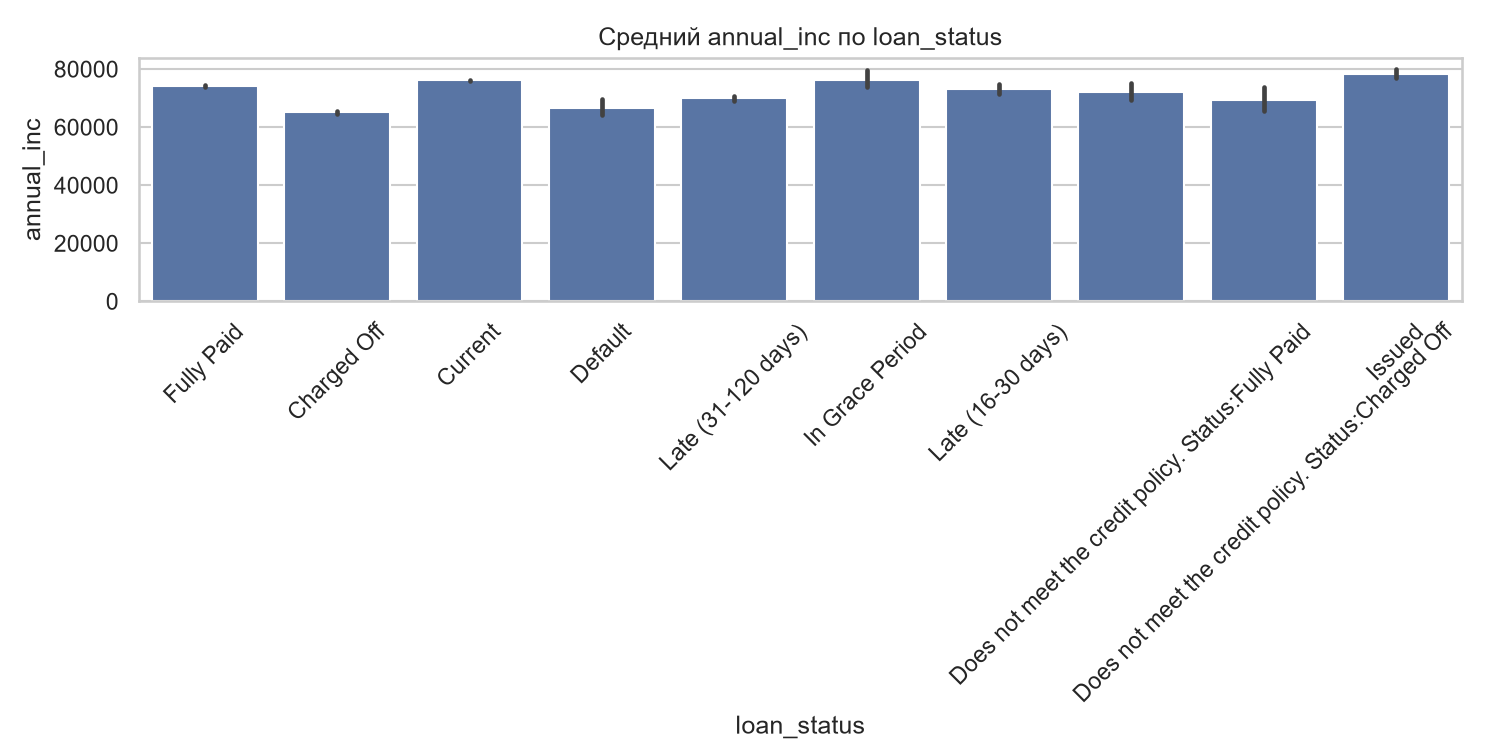 Средний annual_inc по loan_status
annual_inc
80000
60000
40000
20000
0
Fully Paid
Charged Off
Current
Default
Late (31-120 days)
In Grace Period
Late (16-30 days)
Does not meet the credit policy. Status:Fully Paid
Does not meet the credit policy. Status:Charged Off
Issued
loan_status